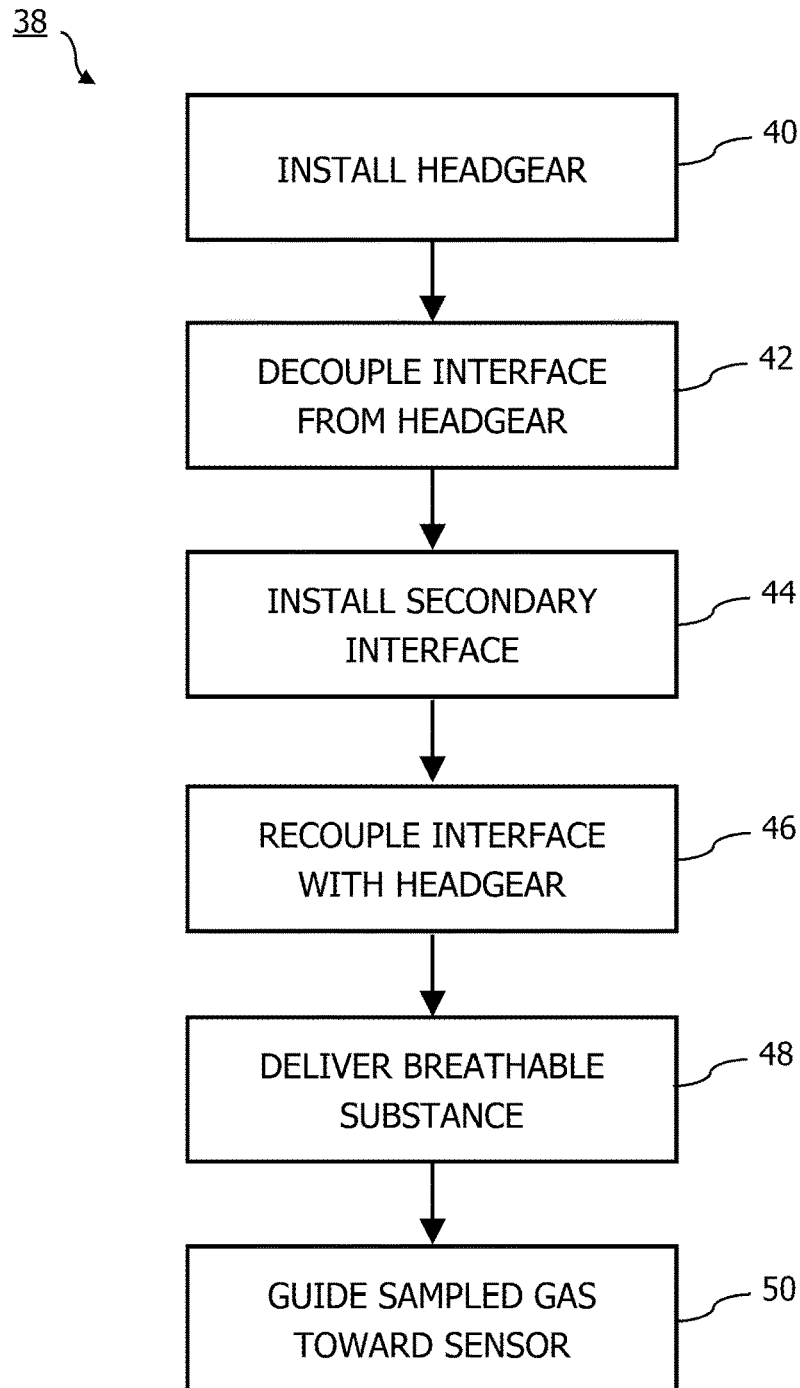 38
INSTALL HEADGEAR
40
DECOUPLE INTERFACE
FROM HEADGEAR
42
INSTALL SECONDARY
INTERFACE
44
RECOUPLE INTERFACE
WITH HEADGEAR
46
DELIVER BREATHABLE
SUBSTANCE
48
GUIDE SAMPLED GAS
TOWARD SENSOR
50